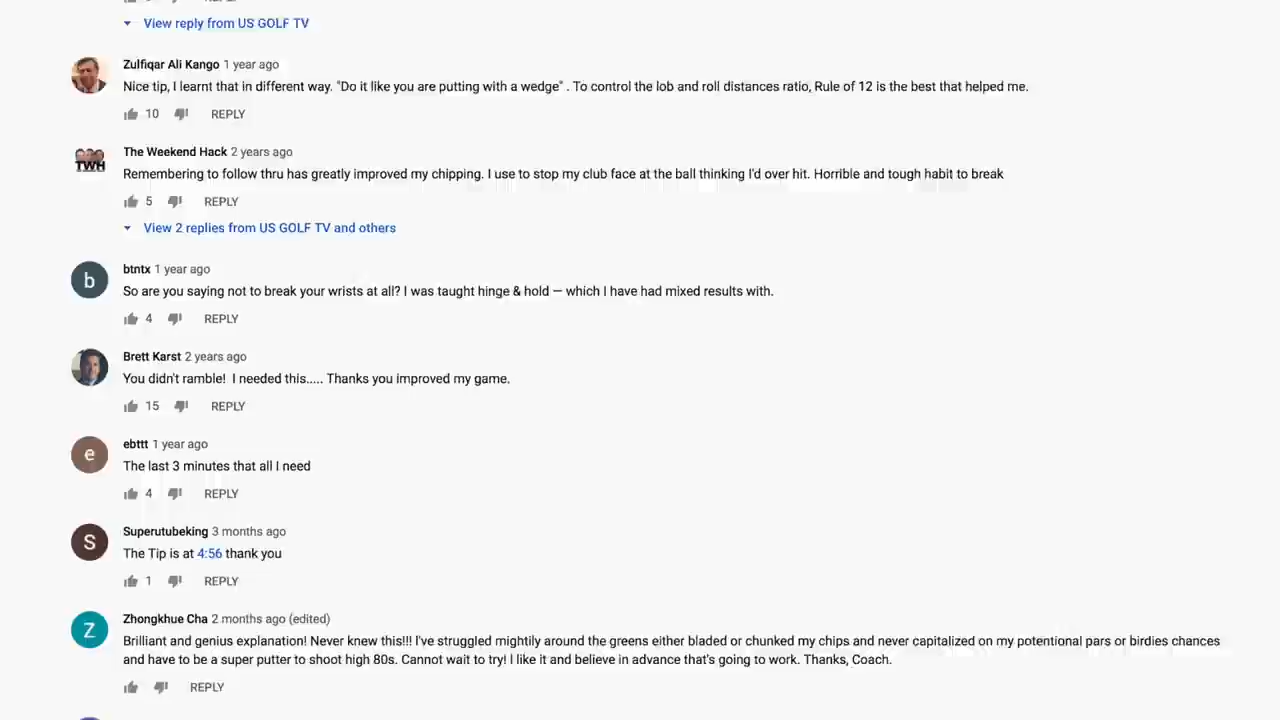 View reply from US GOLF TV
Zulfiqar Ali Kango 1 year ago
Nice tip, I learnt that in different way. "Do it like you are putting with a wedge" . To control the lob and roll distances ratio, Rule of 12 is the best that helped me.
10 REPLY
TWH
The Weekend Hack 2 years ago
Remembering to follow thru has greatly improved my chipping. I use to stop my club face at the ball thinking I'd over hit. Horrible and tough habit to break
5 REPLY
View 2 replies from US GOLF TV and others
b
btntx 1 year ago
So are you saying not to break your wrists at all? I was taught hinge & hold — which I have had mixed results with.
4 REPLY
Brett Karst 2 years ago
You didn't ramble!  I needed this..... Thanks you improved my game.
15 REPLY
e
ebttt 1 year ago
The last 3 minutes that all I need
4 REPLY
S
Superutubeking 3 months ago
The Tip is at 4:56 thank you
1 REPLY
Z
Zhongkhue Cha 2 months ago (edited)
Brilliant and genius explanation! Never knew this!!! I've struggled mightily around the greens either bladed or chunked my chips and never capitalized on my potential pars or birdies chances
and have to be a super putter to shoot high 80s. Cannot wait to try! I like it and believe in advance that's going to work. Thanks, Coach.
REPLY